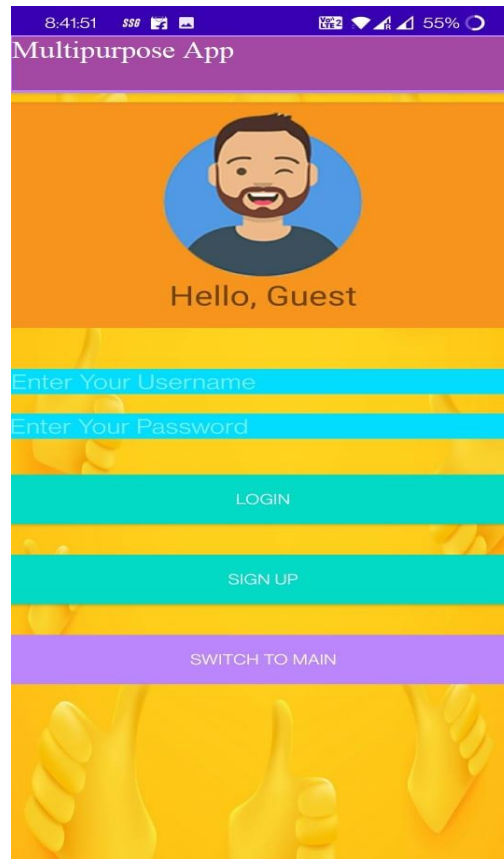 8:41:51 SSG 55%
Multipurpose App
Hello, Guest
Enter Your Username
Enter Your Password
LOGIN
SIGN UP
SWITCH TO MAIN